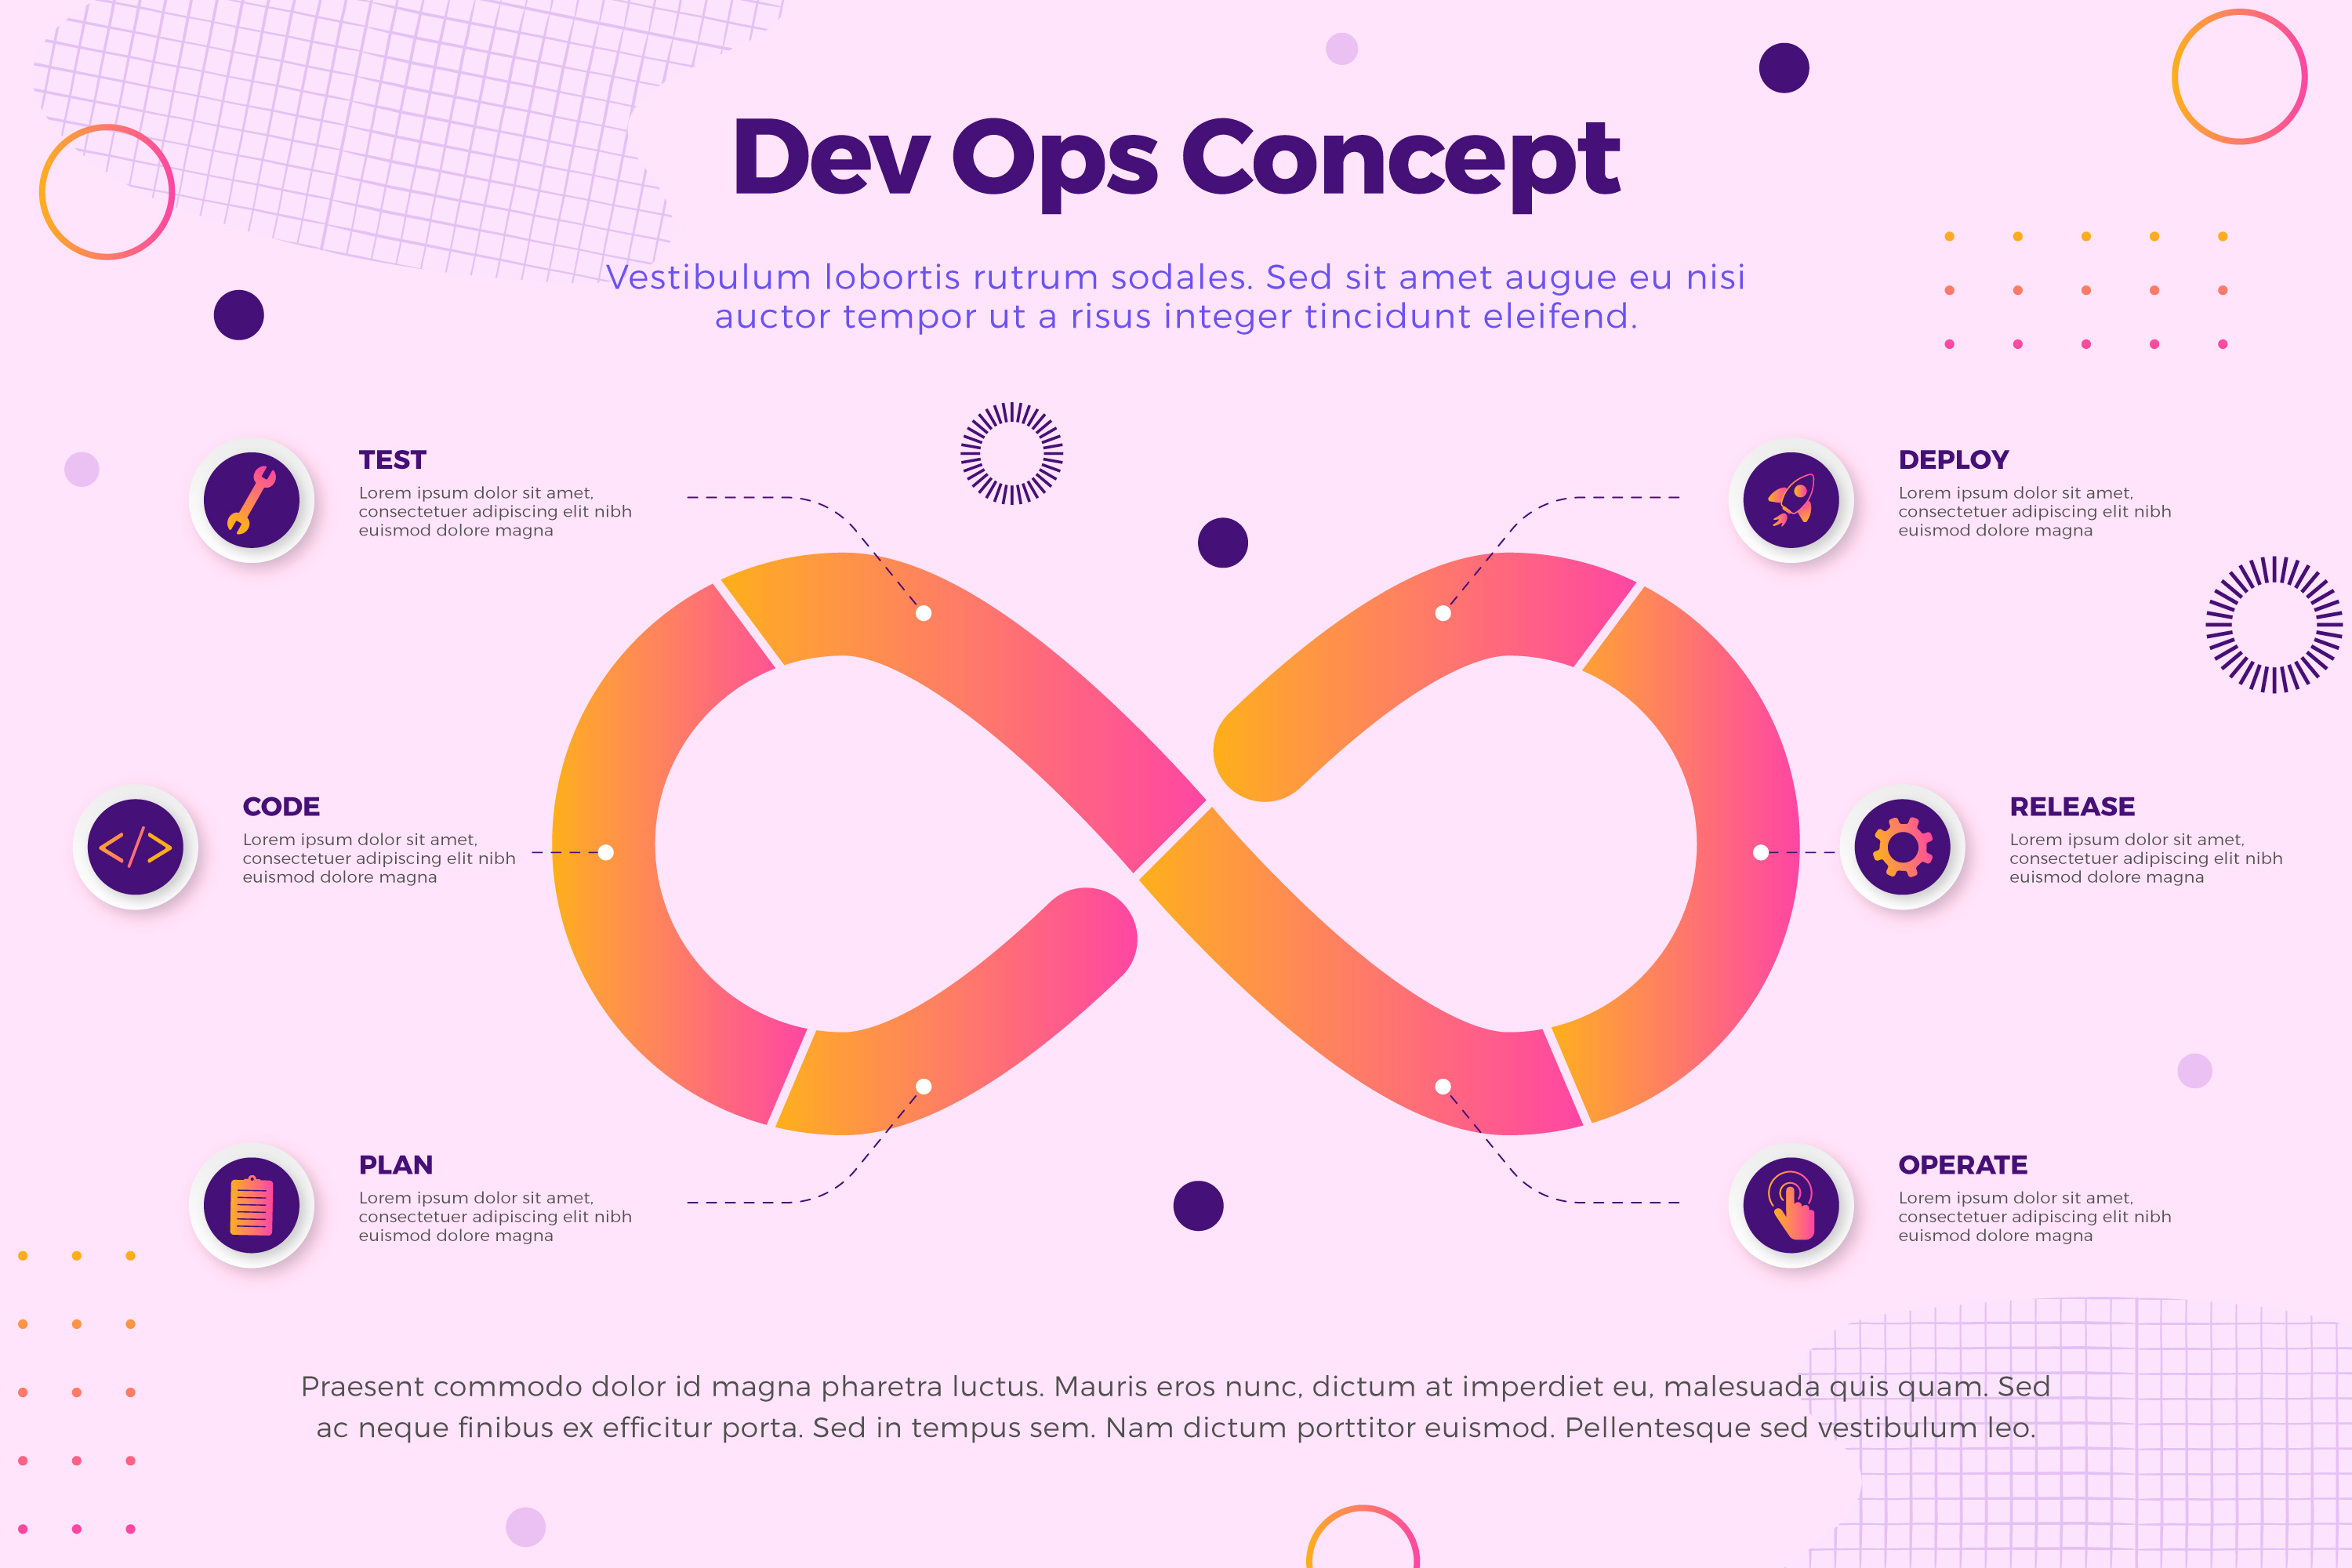 Dev Ops Concept
Vestibulum lobortis rutrum sodales. Sed sit amet augue eu nisi
auctor tempor ut a risus integer tincidunt eleifend.
TEST
Lorem ipsum dolor sit amet,
consectetuer adipiscing elit nibh
euismod dolore magna
DEPLOY
Lorem ipsum dolor sit amet,
consectetuer adipiscing elit nibh
euismod dolore magna
CODE
Lorem ipsum dolor sit amet,
consectetuer adipiscing elit nibh
euismod dolore magna
RELEASE
Lorem ipsum dolor sit amet,
consectetuer adipiscing elit nibh
euismod dolore magna
PLAN
Lorem ipsum dolor sit amet,
consectetuer adipiscing elit nibh
euismod dolore magna
OPERATE
Lorem ipsum dolor sit amet,
consectetuer adipiscing elit nibh
euismod dolore magna
Praesent commodo dolor id magna pharetra luctus. Mauris eros nunc, dictum at imperdiet eu, malesuada quis quam. Sed
ac neque finibus ex efficitur porta. Sed in tempus sem. Nam dictum porttitor euismod. Pellentesque sed vestibulum leo.